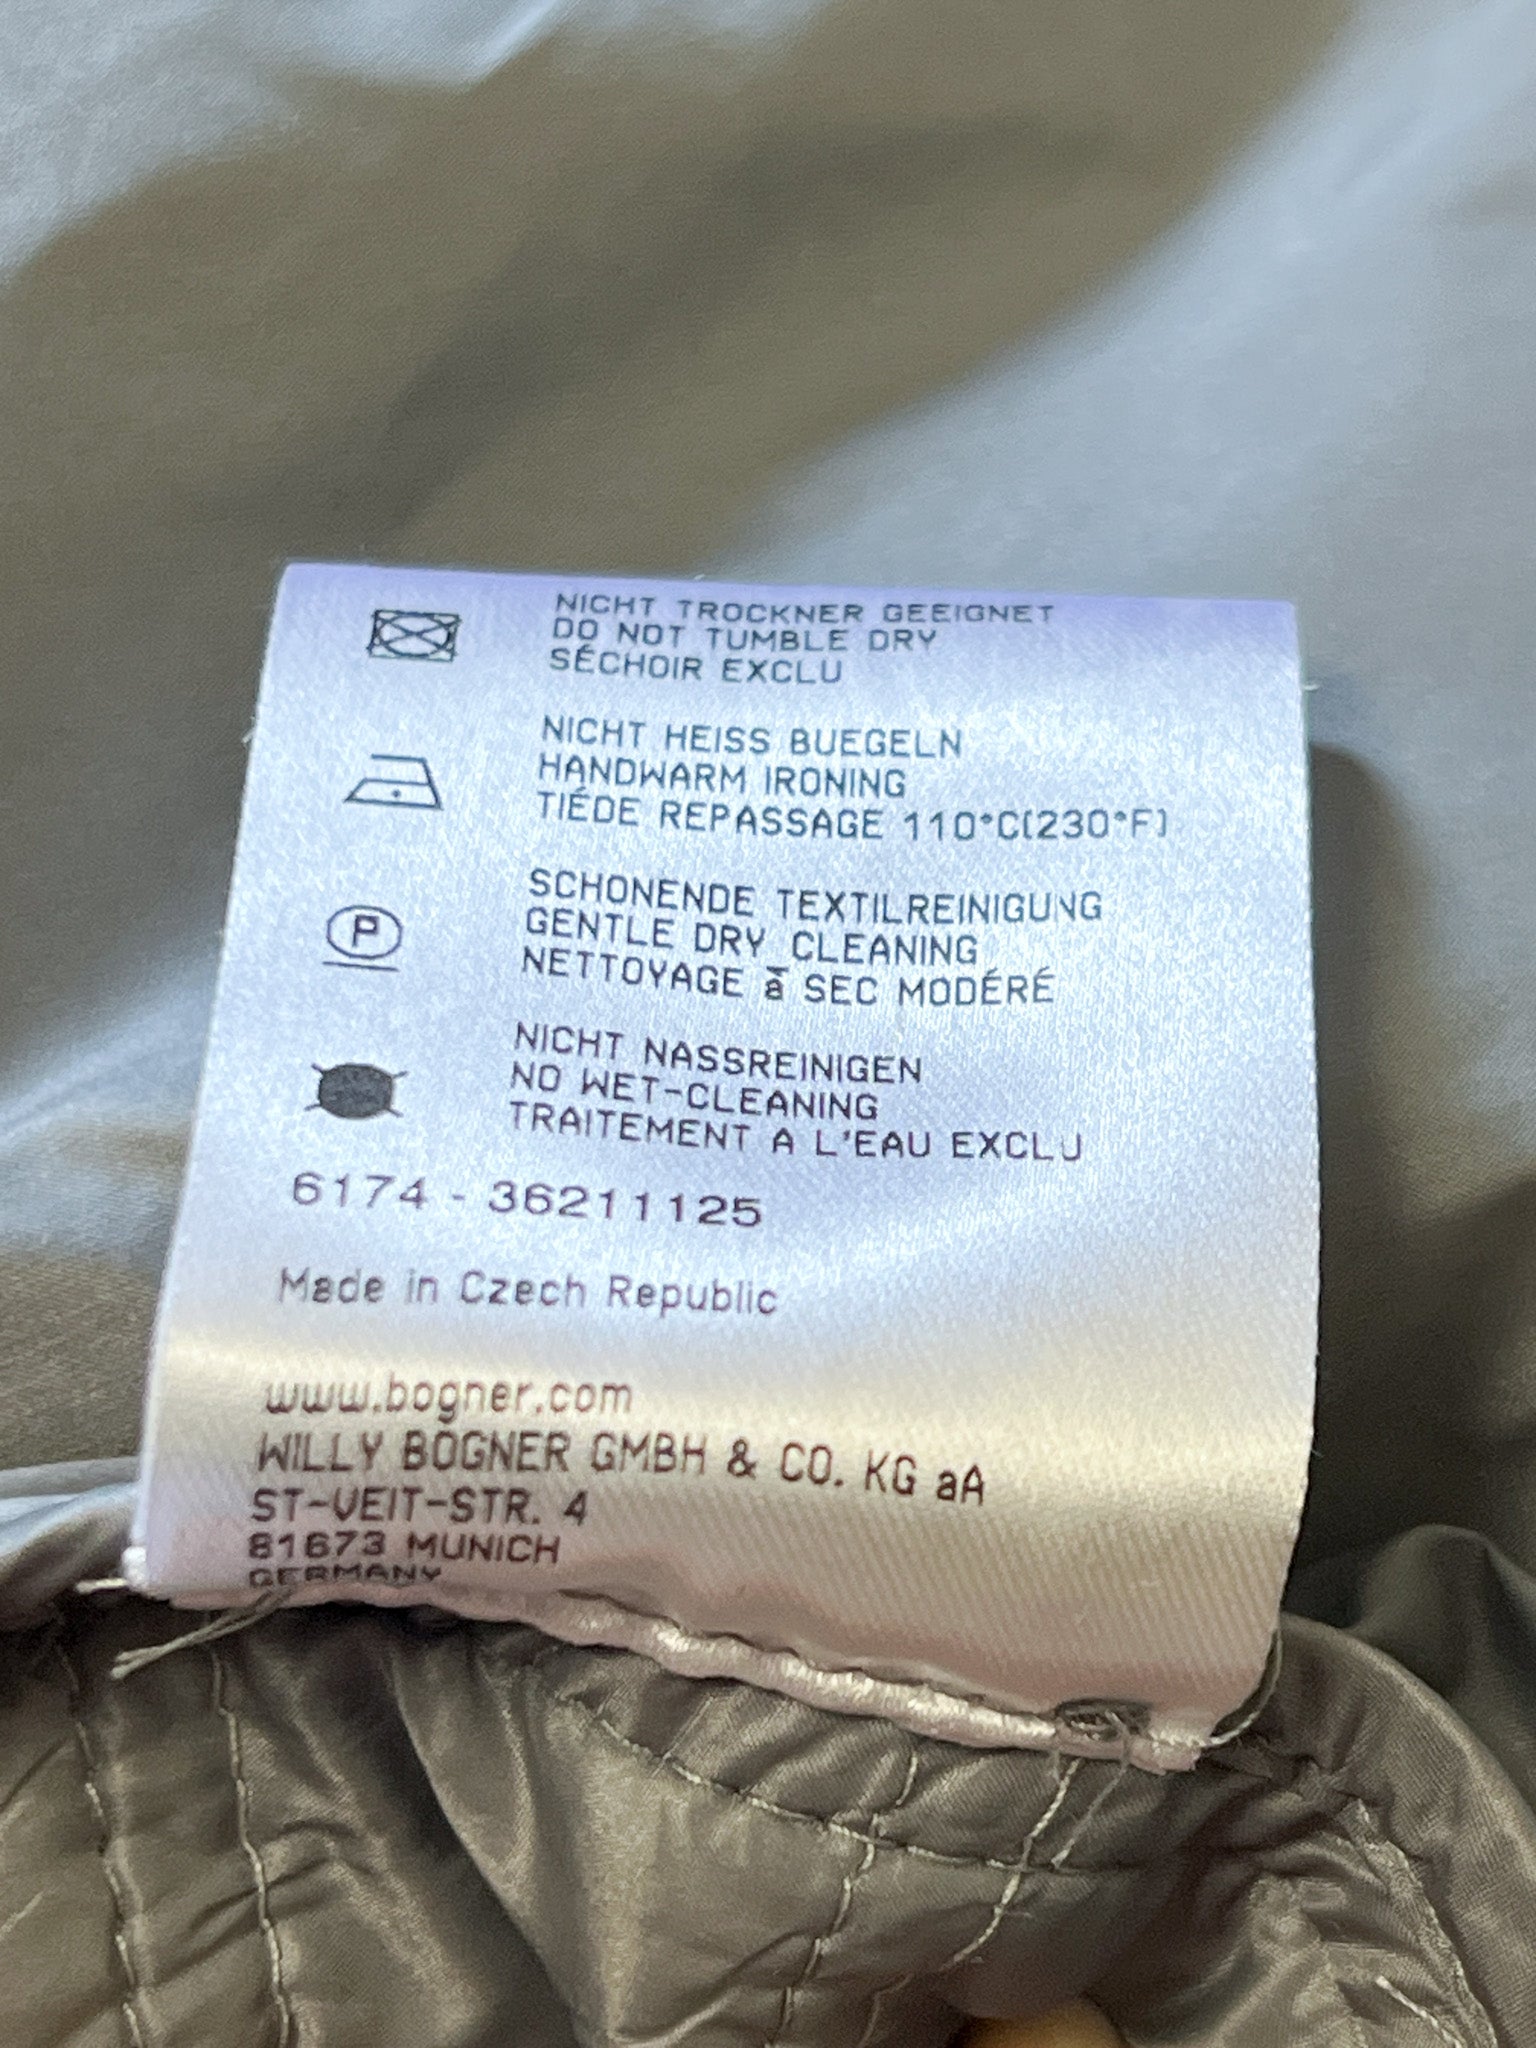 NICHT TROCKNER GEEIGNET
DO NOT TUMBLE DRY
SÉCHOIR EXCLU
NICHT HEISS BUEGELN
HANDWARM IRONING
TIÉDE REPASSAGE 110°C(230°F)
P
SCHONENDE TEXTILREINIGUNG
GENTLE DRY CLEANING
NETTOYAGE à SEC MODÉRÉ
NICHT NASSREINIGEN
NO WET-CLEANING
TRAITEMENT A L'EAU EXCLU
6174 - 36211125
Made in Czech Republic
www.bogner.com
WILLY BOGNER GMBH & CO. KG aA
ST-VEIT-STR. 4
81673 MUNICH
GERMANY